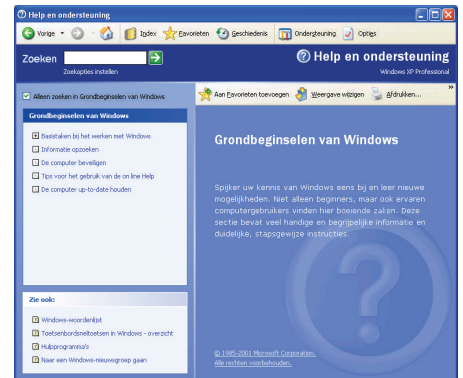 Help en ondersteuning
Vorige
Index
Favorieten
Geschiedenis
Ondersteuning
Opties
Zoeken
Zoekopties instellen
Help en ondersteuning
Windows XP Professional
Alleen zoeken in Grondbeginselen van Windows
Aan Favorieten toevoegen
Weergave wijzigen
Afdrukken...
»
Grondbeginselen van Windows
Basistaken bij het werken met Windows
Informatie opzoeken
De computer beveiligen
Tips voor het gebruik van de on line Help
De computer up-to-date houden
Zie ook:
Windows-woordenlijst
Toetsenbordsneltoetsen in Windows - overzicht
Hulpprogramma's
Naar een Windows-nieuwsgroep gaan
Grondbeginselen van Windows
Spijker uw kennis van Windows eens bij en leer nieuwe
mogelijkheden. Niet alleen beginners, maar ook ervaren
computergebruikers vinden hier boeiende zaken. Deze
sectie bevat veel handige en begrijpelijke informatie en
duidelijke, stapsgewijze instructies.
© 1985-2001 Microsoft Corporation.
Alle rechten voorbehouden.